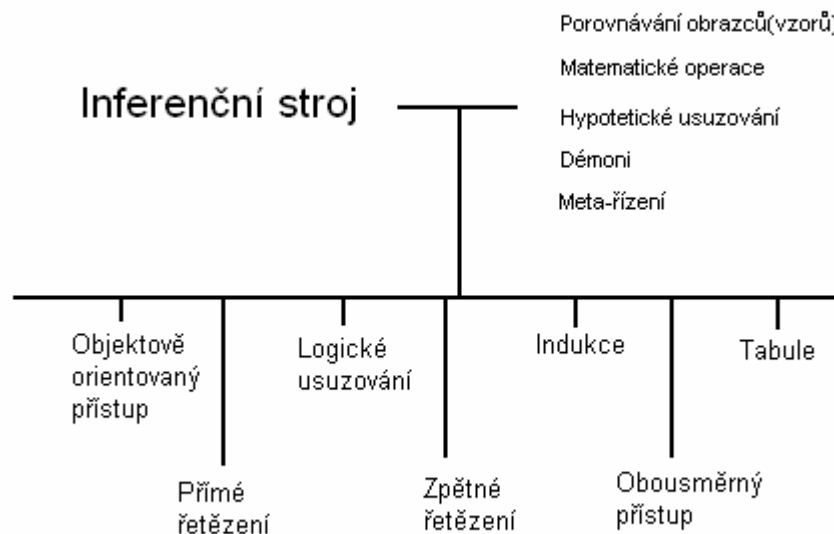 Porovnávání obrazců(vzorů)
Matematické operace
Inferenční stroj
Hypotetické usuzování
Démoni
Meta-řízení
Objektově
orientovaný
přístup
Logické
usuzování
Indukce
Tabule
Přímé
řetězení
Zpětné
řetězení
Obousměrný
přístup